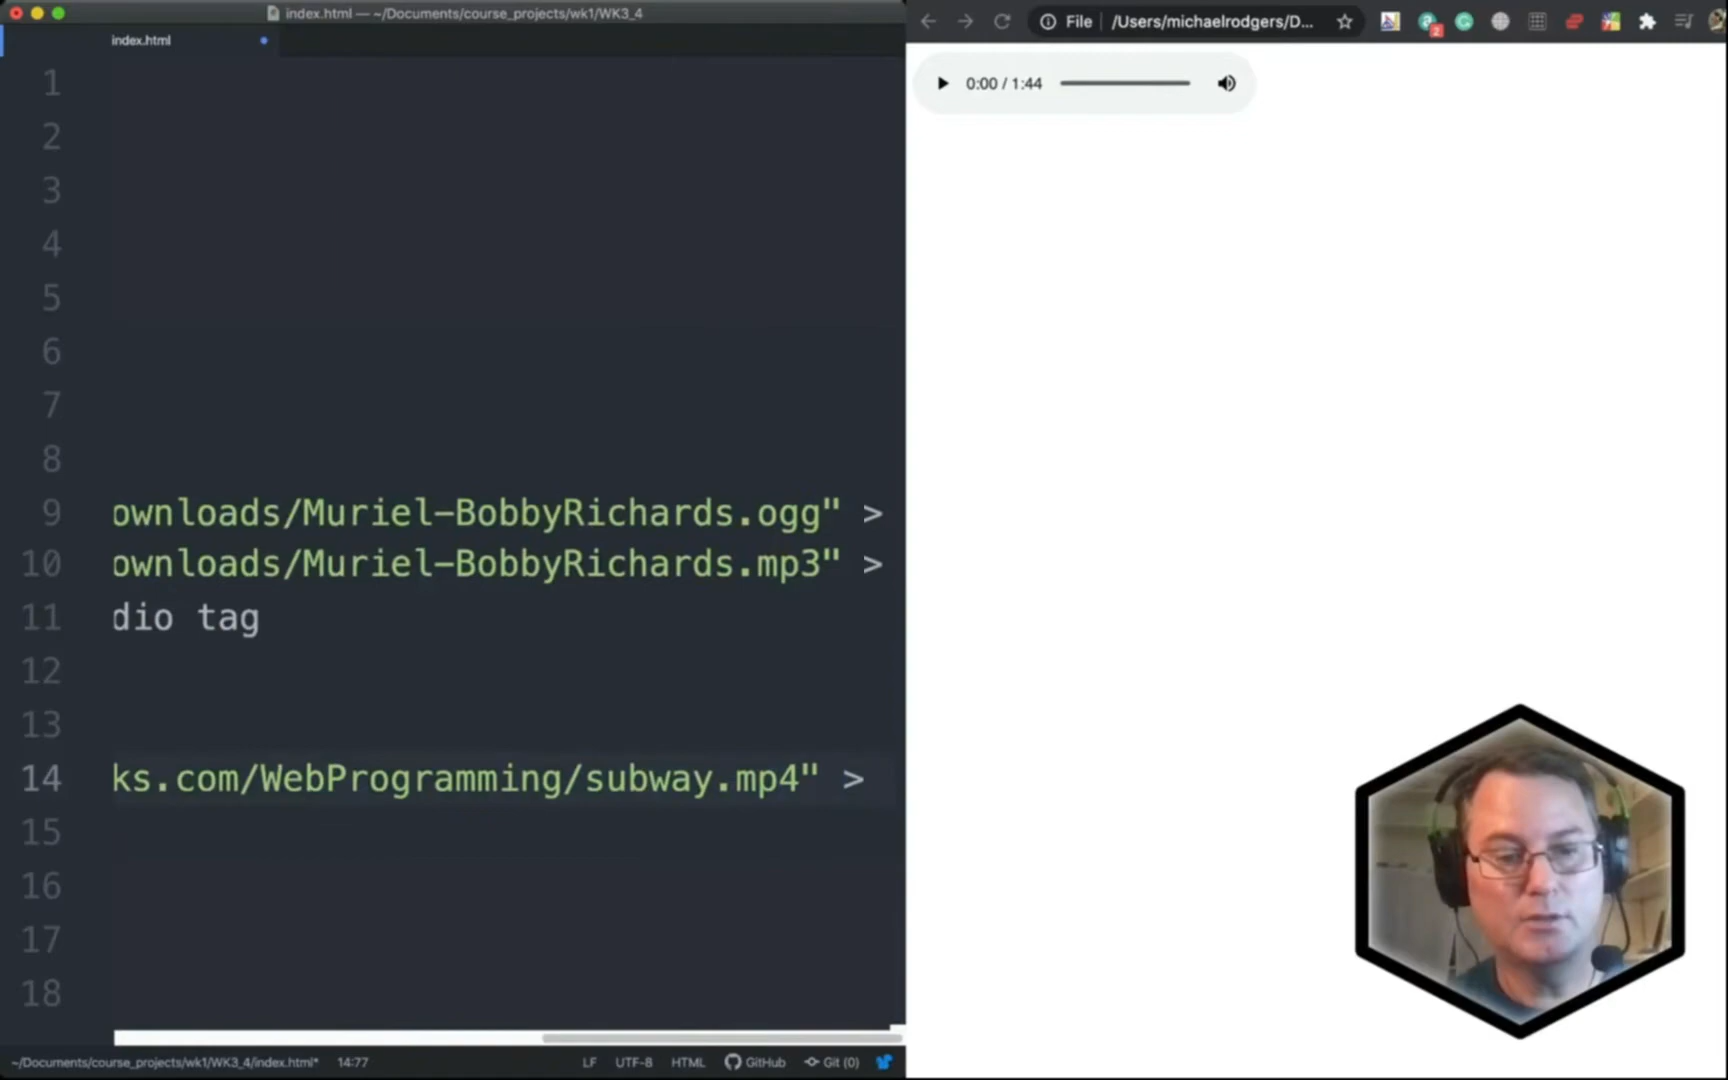 index.html — ~/Documents/course_projects/wk1/WK3_4
index.html
File /Users/michaelrodgers/D...
2
0:00 / 1:44
1
2
3
4
5
6
7
8
9 ownloads/Muriel-BobbyRichards.ogg" >
10 ownloads/Muriel-BobbyRichards.mp3" >
11 dio tag
12
13
14 ks.com/WebProgramming/subway.mp4" >
15
16
17
18
~/Documents/course_projects/wk1/WK3_4/index.html* 14:77 LF UTF-8 HTML GitHub Git (0)